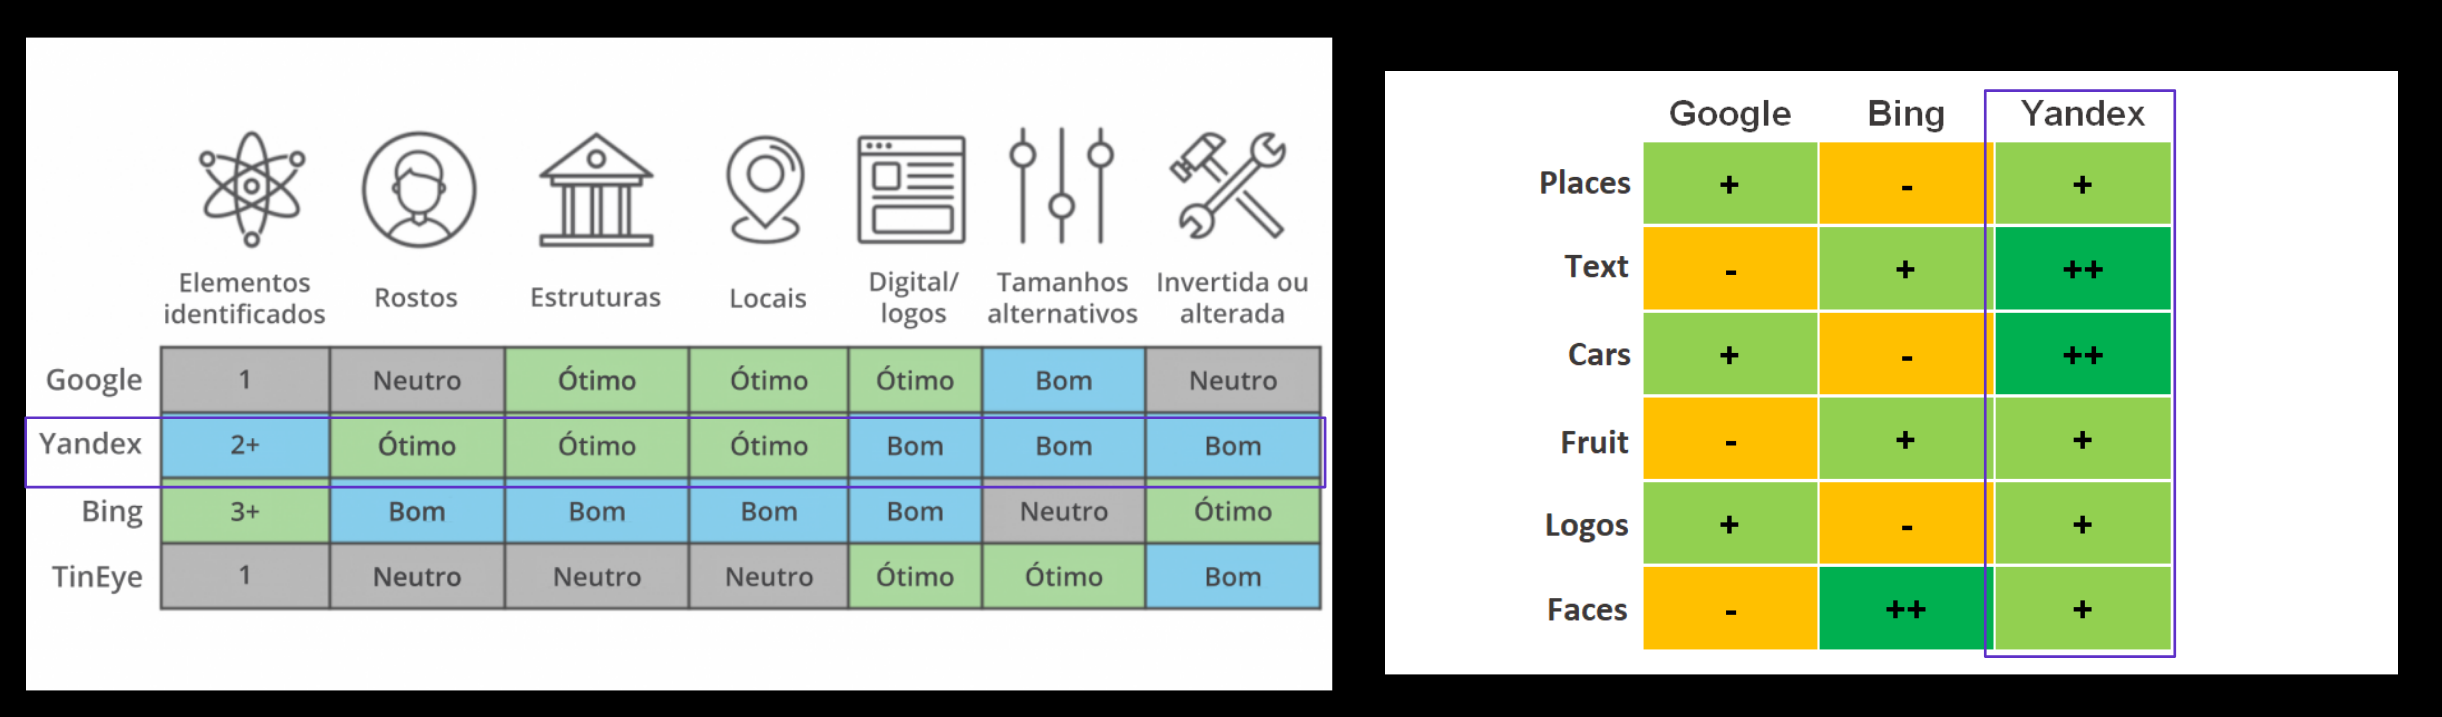 Elementos identificados
Rostos
Estruturas
Locais
Digital/ logos
Tamanhos alternativos
Invertida ou alterada
Google 1 Neutro Ótimo Ótimo Ótimo Bom Neutro
Yandex 2+ Ótimo Ótimo Ótimo Bom Bom Bom
Bing 3+ Bom Bom Bom Bom Neutro Ótimo
TinEye 1 Neutro Neutro Neutro Ótimo Ótimo Bom
Google Bing Yandex
Places + - +
Text - + ++
Cars + - ++
Fruit - + +
Logos + - +
Faces - ++ +